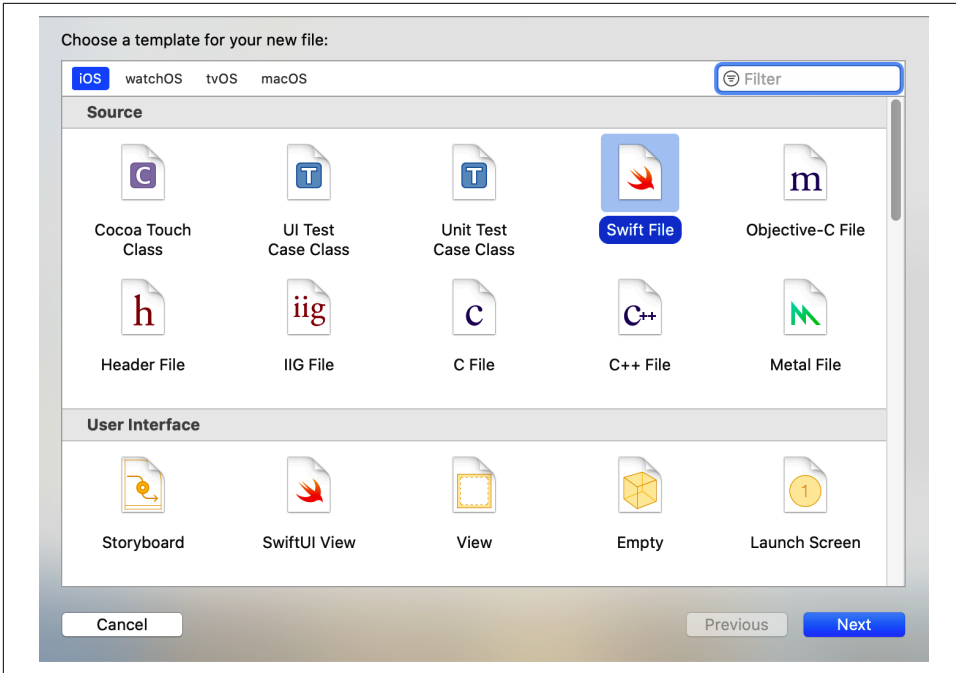 Choose a template for your new file:
iOS watchOS tvOS macOS Filter
Source
C T T m
Cocoa Touch Class
UI Test Case Class
Unit Test Case Class
Swift File
Objective-C File
h iig c C++
Header File IIG File C File C++ File Metal File
User Interface
1
Storyboard SwiftUI View View Empty Launch Screen
Cancel Previous Next